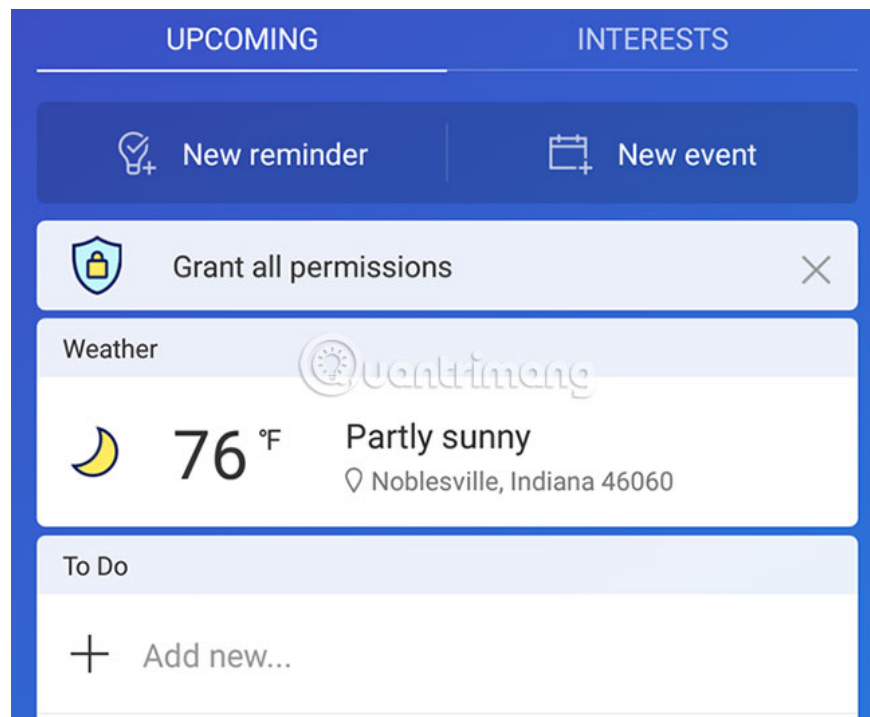 UPCOMING INTERESTS
New reminder New event
Grant all permissions
Weather
Quantrimang
76 °F Partly sunny
Noblesville, Indiana 46060
To Do
Add new...